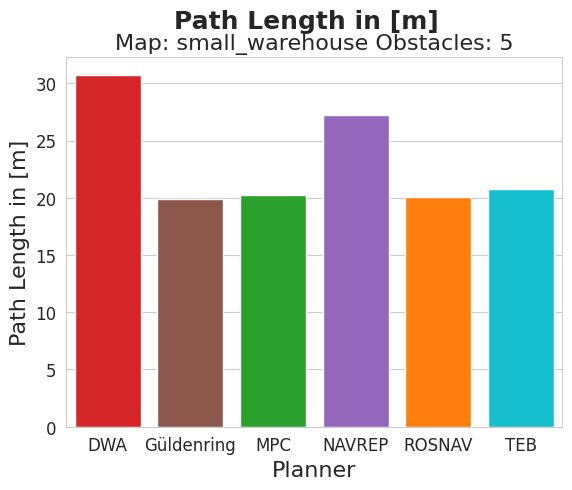 Path Length in [m]
Map: small_warehouse Obstacles: 5
Path Length in [m]
30
25
20
15
10
5
0
DWA Güldenring MPC NAVREP ROSNAV TEB
Planner